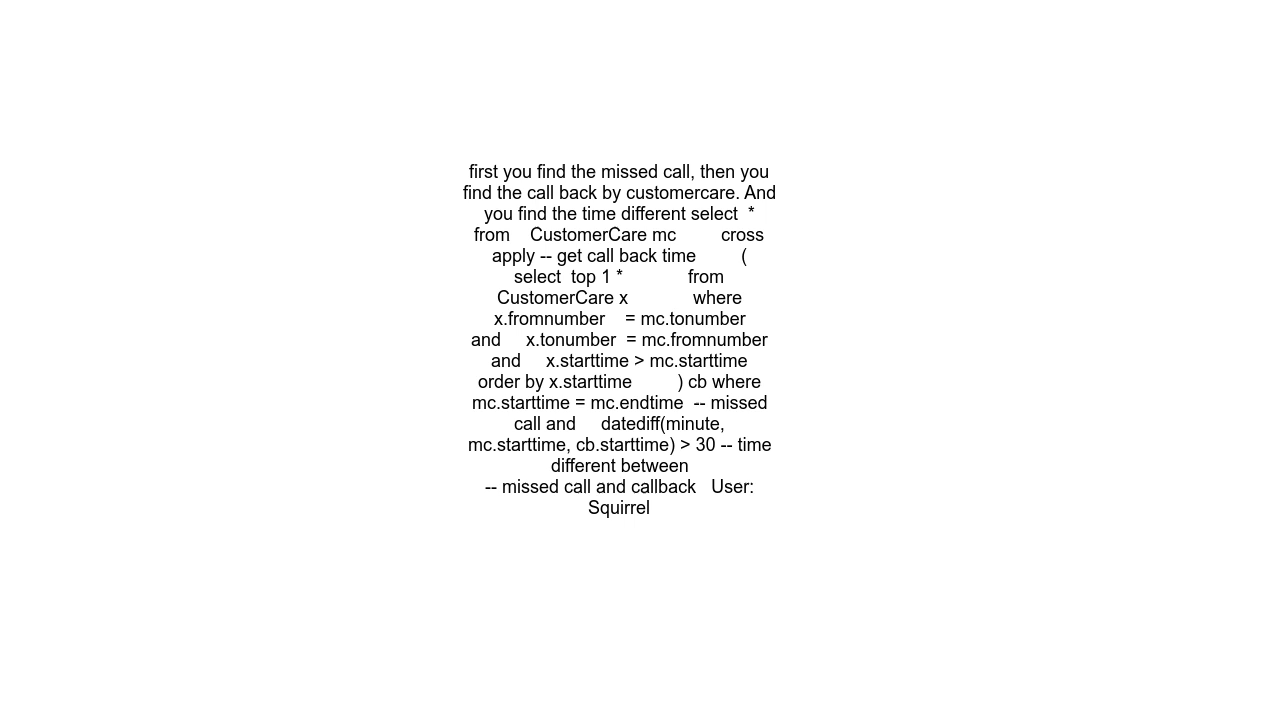 first you find the missed call, then you
find the call back by customercare. And
you find the time different select  *
from    CustomerCare mc         cross
apply -- get call back time         (
select  top 1 *             from
CustomerCare x             where
x.fromnumber    = mc.tonumber
and     x.tonumber  = mc.fromnumber
and     x.starttime > mc.starttime
order by x.starttime         ) cb where
mc.starttime = mc.endtime  -- missed
call and     datediff(minute,
mc.starttime, cb.starttime) > 30 -- time
different between
-- missed call and callback   User:
Squirrel